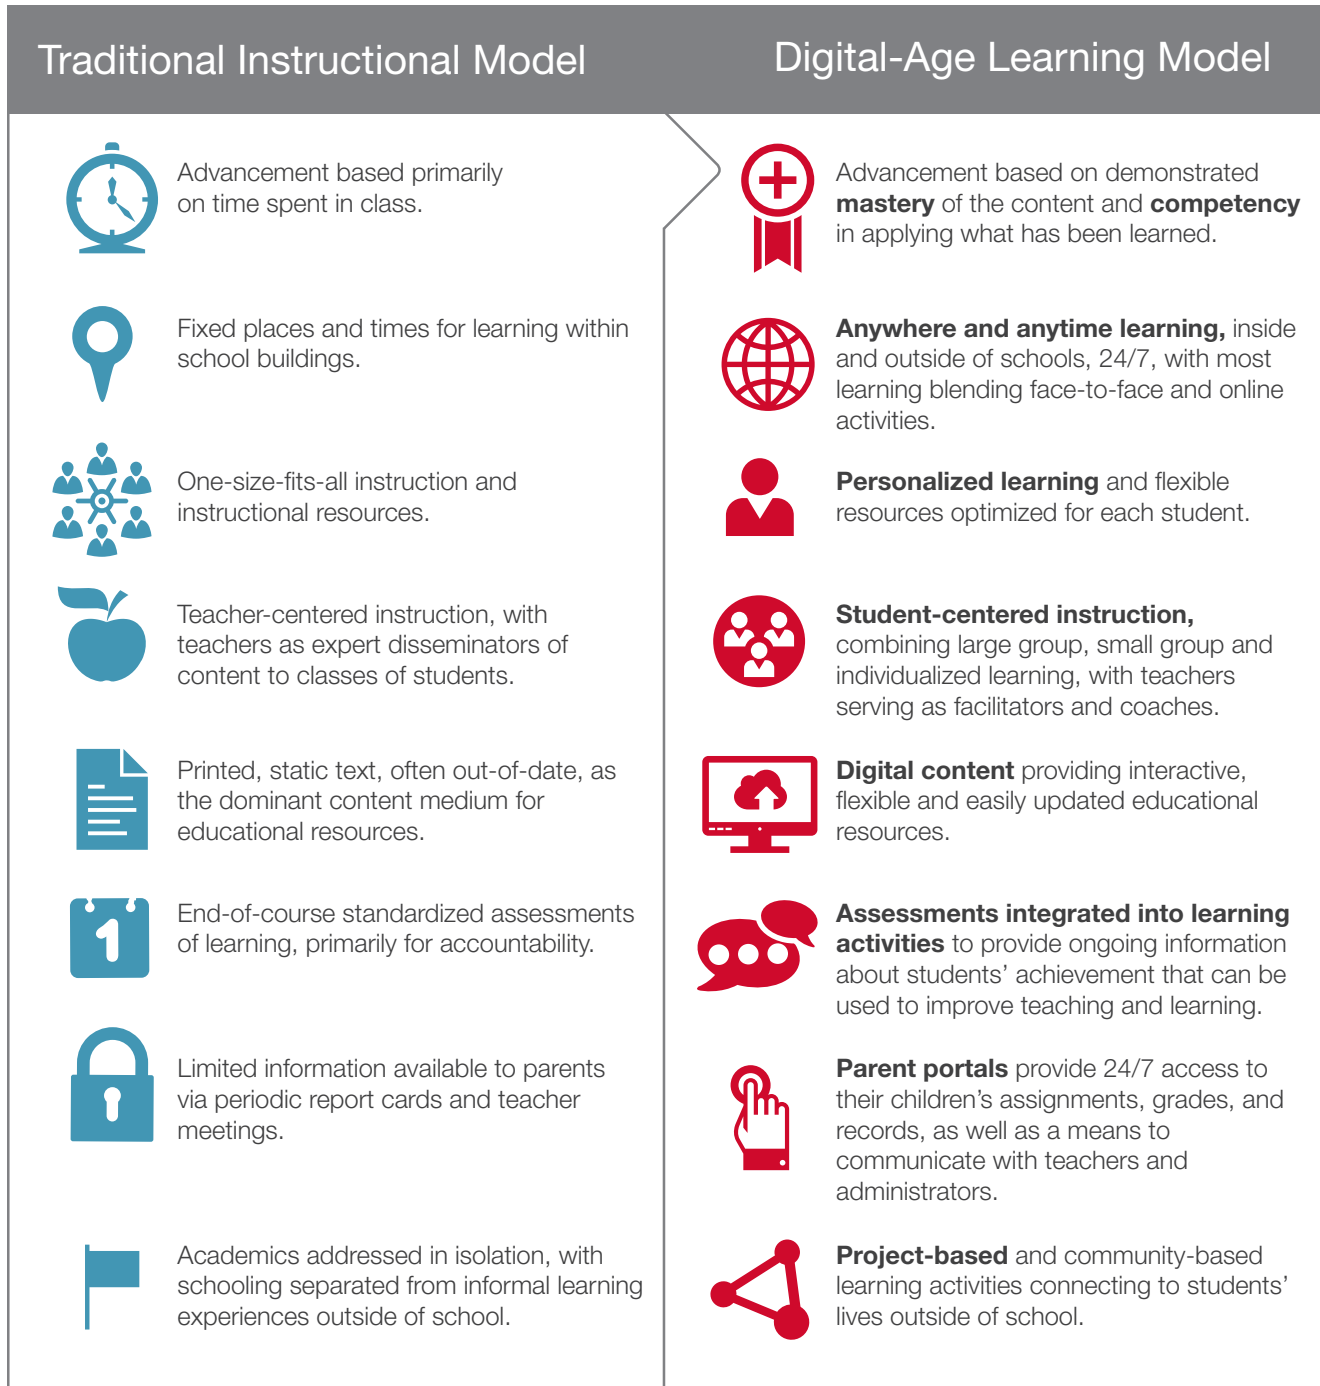 Traditional Instructional Model
Digital-Age Learning Model
Advancement based primarily
on time spent in class.
Advancement based on demonstrated
mastery of the content and competency
in applying what has been learned.
Fixed places and times for learning within
school buildings.
Anywhere and anytime learning, inside
and outside of schools, 24/7, with most
learning blending face-to-face and online
activities.
One-size-fits-all instruction and
instructional resources.
Personalized learning and flexible
resources optimized for each student.
Teacher-centered instruction, with
teachers as expert disseminators of
content to classes of students.
Student-centered instruction,
combining large group, small group and
individualized learning, with teachers
serving as facilitators and coaches.
Printed, static text, often out-of-date, as
the dominant content medium for
educational resources.
Digital content providing interactive,
flexible and easily updated educational
resources.
1
End-of-course standardized assessments
of learning, primarily for accountability.
Assessments integrated into learning
activities to provide ongoing information
about students’ achievement that can be
used to improve teaching and learning.
Limited information available to parents
via periodic report cards and teacher
meetings.
Parent portals provide 24/7 access to
their children’s assignments, grades, and
records, as well as a means to
communicate with teachers and
administrators.
Academics addressed in isolation, with
schooling separated from informal learning
experiences outside of school.
Project-based and community-based
learning activities connecting to students’
lives outside of school.